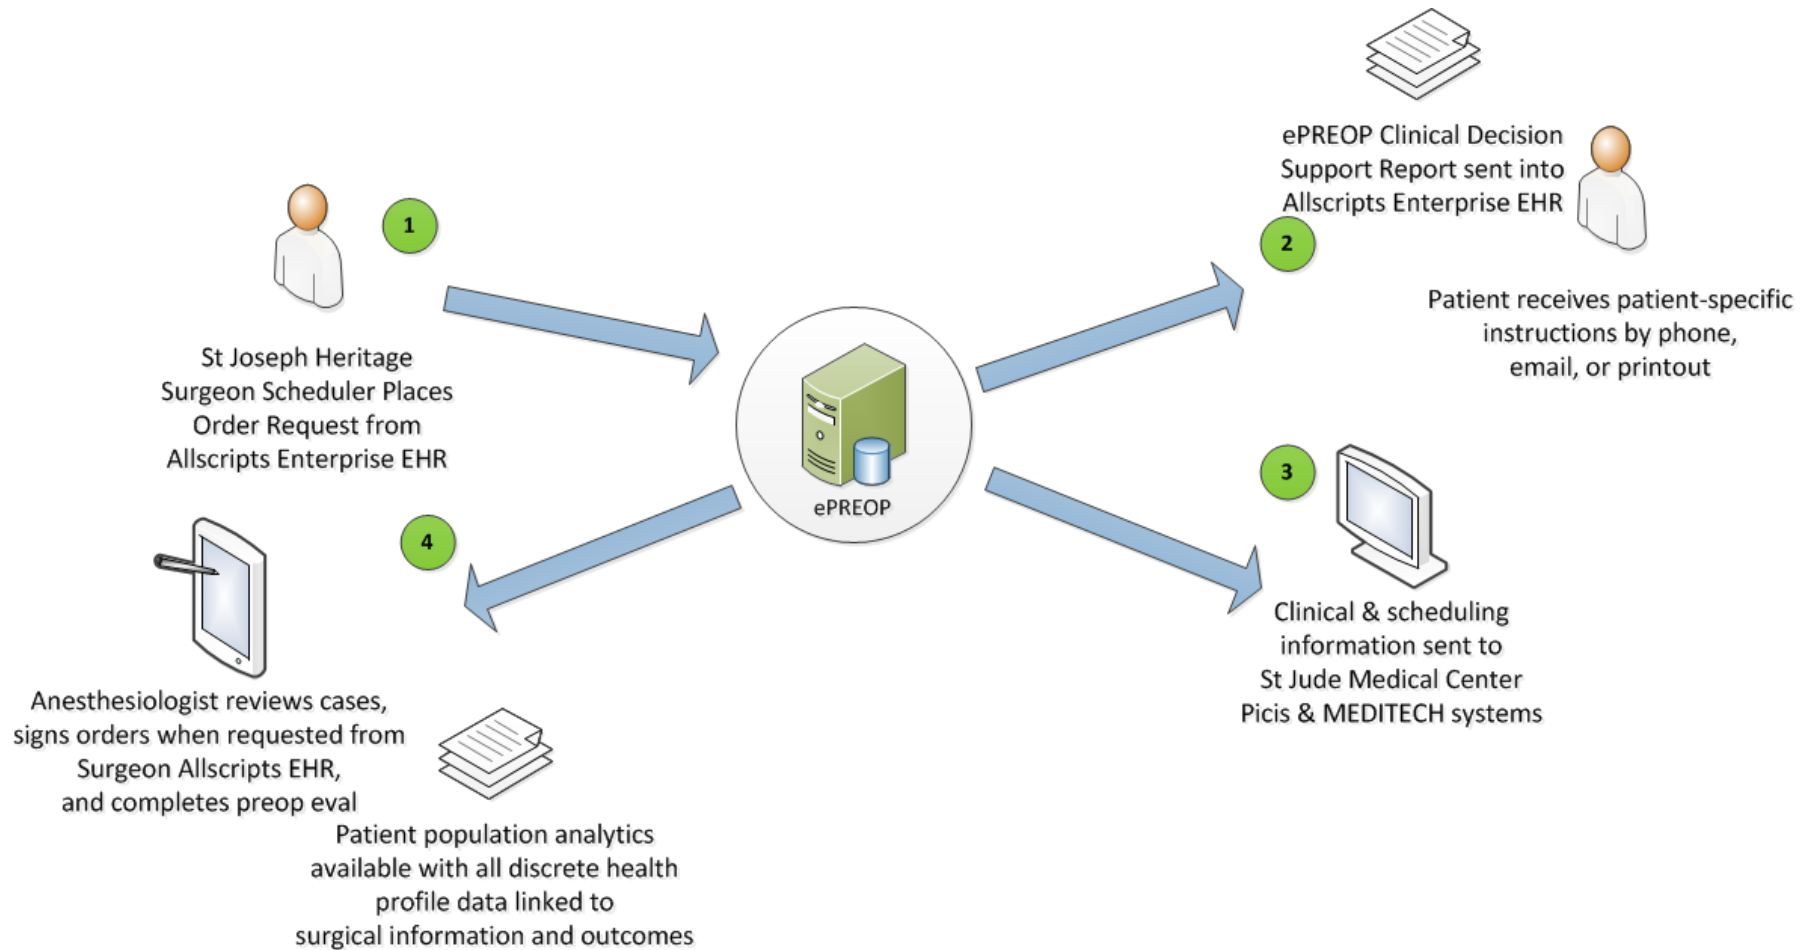 1
St Joseph Heritage
Surgeon Scheduler Places
Order Request from
Allscripts Enterprise EHR
ePREOP
ePREOP Clinical Decision
Support Report sent into
Allscripts Enterprise EHR
2
Patient receives patient-specific
instructions by phone,
email, or printout
3
Clinical & scheduling
information sent to
St Jude Medical Center
Picis & MEDITECH systems
4
Anesthesiologist reviews cases,
signs orders when requested from
Surgeon Allscripts EHR,
and completes preop eval
Patient population analytics
available with all discrete health
profile data linked to
surgical information and outcomes